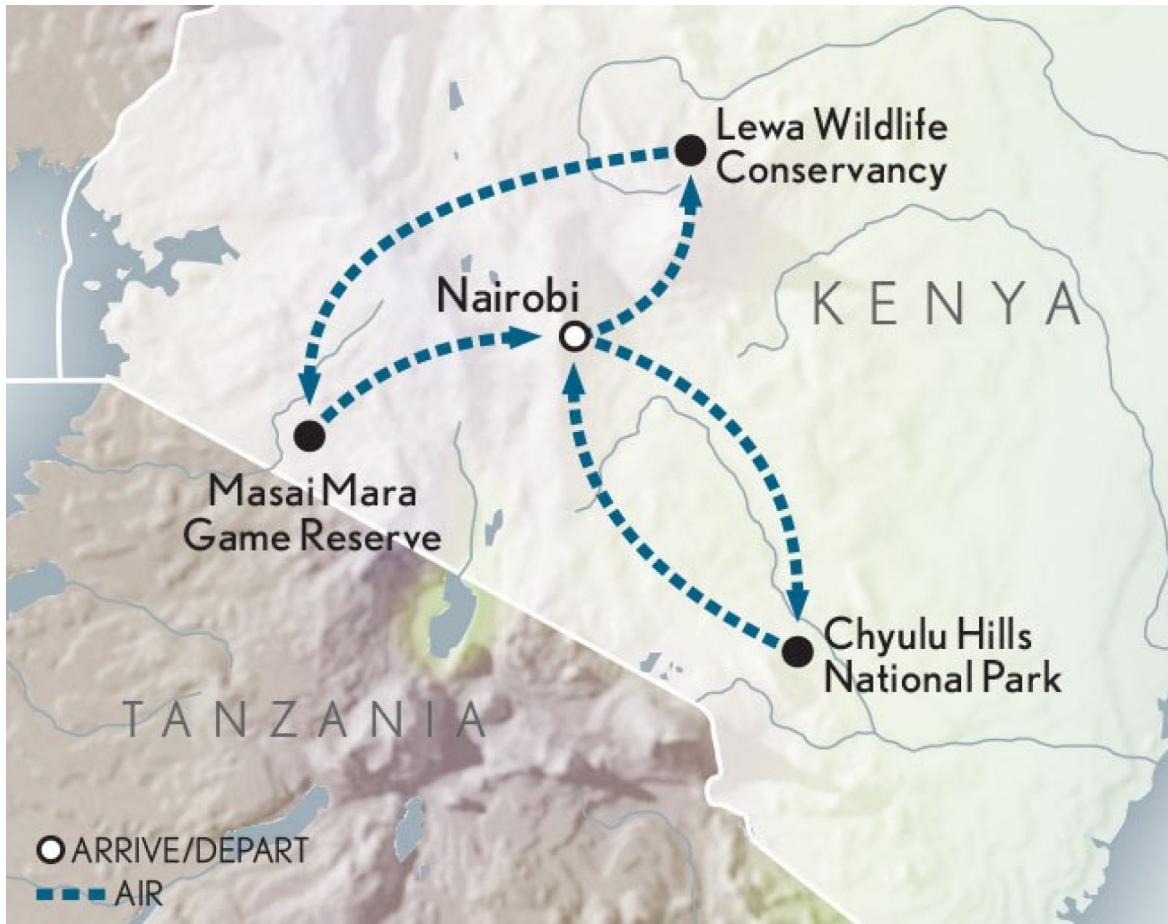 Lewa Wildlife
Conservancy
Nairobi
KENYA
Masai Mara
Game Reserve
Chyulu Hills
National Park
TANZANIA
ARRIVE/DEPART
AIR